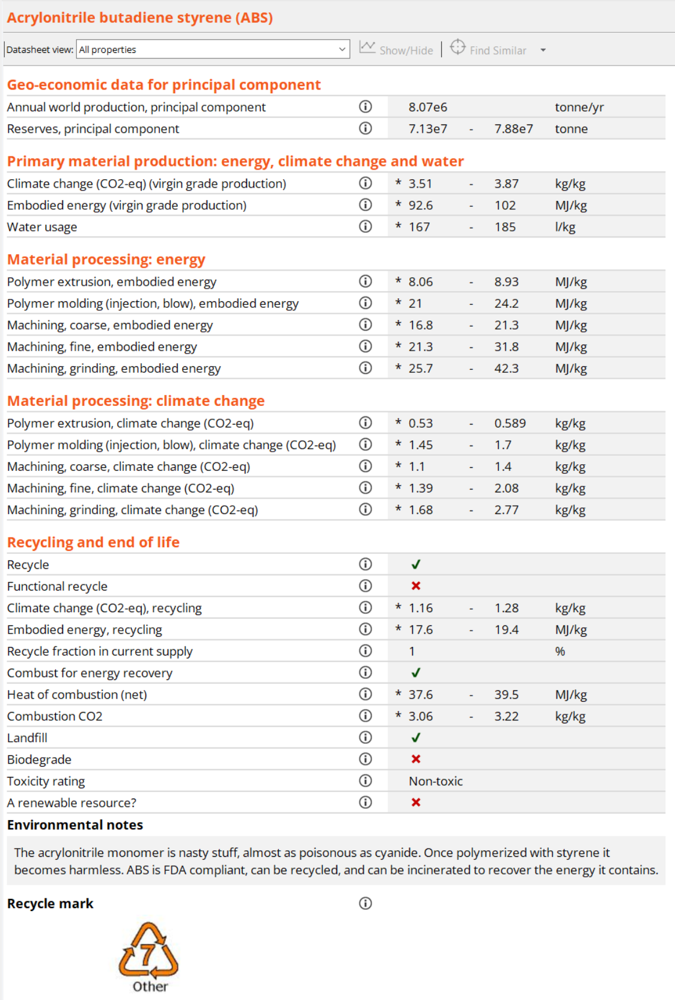 Acrylonitrile butadiene styrene (ABS)
Datasheet view: All properties Show/Hide Find Similar
Geo-economic data for principal component
Annual world production, principal component 8.07e6 tonne/yr
Reserves, principal component 7.13e7 - 7.88e7 tonne
Primary material production: energy, climate change and water
Climate change (CO2-eq) (virgin grade production) * 3.51 - 3.87 kg/kg
Embodied energy (virgin grade production) * 92.6 - 102 MJ/kg
Water usage * 167 - 185 l/kg
Material processing: energy
Polymer extrusion, embodied energy * 8.06 - 8.93 MJ/kg
Polymer molding (injection, blow), embodied energy * 21 - 24.2 MJ/kg
Machining, coarse, embodied energy * 16.8 - 21.3 MJ/kg
Machining, fine, embodied energy * 21.3 - 31.8 MJ/kg
Machining, grinding, embodied energy * 25.7 - 42.3 MJ/kg
Material processing: climate change
Polymer extrusion, climate change (CO2-eq) * 0.53 - 0.589 kg/kg
Polymer molding (injection, blow), climate change (CO2-eq) * 1.45 - 1.7 kg/kg
Machining, coarse, climate change (CO2-eq) * 1.1 - 1.4 kg/kg
Machining, fine, climate change (CO2-eq) * 1.39 - 2.08 kg/kg
Machining, grinding, climate change (CO2-eq) * 1.68 - 2.77 kg/kg
Recycling and end of life
Recycle ✓
Functional recycle ✗
Climate change (CO2-eq), recycling * 1.16 - 1.28 kg/kg
Embodied energy, recycling * 17.6 - 19.4 MJ/kg
Recycle fraction in current supply 1 %
Combust for energy recovery ✓
Heat of combustion (net) * 37.6 - 39.5 MJ/kg
Combustion CO2 * 3.06 - 3.22 kg/kg
Landfill ✓
Biodegrade ✗
Toxicity rating Non-toxic
A renewable resource? ✗
Environmental notes
The acrylonitrile monomer is nasty stuff, almost as poisonous as cyanide. Once polymerized with styrene it
becomes harmless. ABS is FDA compliant, can be recycled, and can be incinerated to recover the energy it contains.
Recycle mark
7
Other